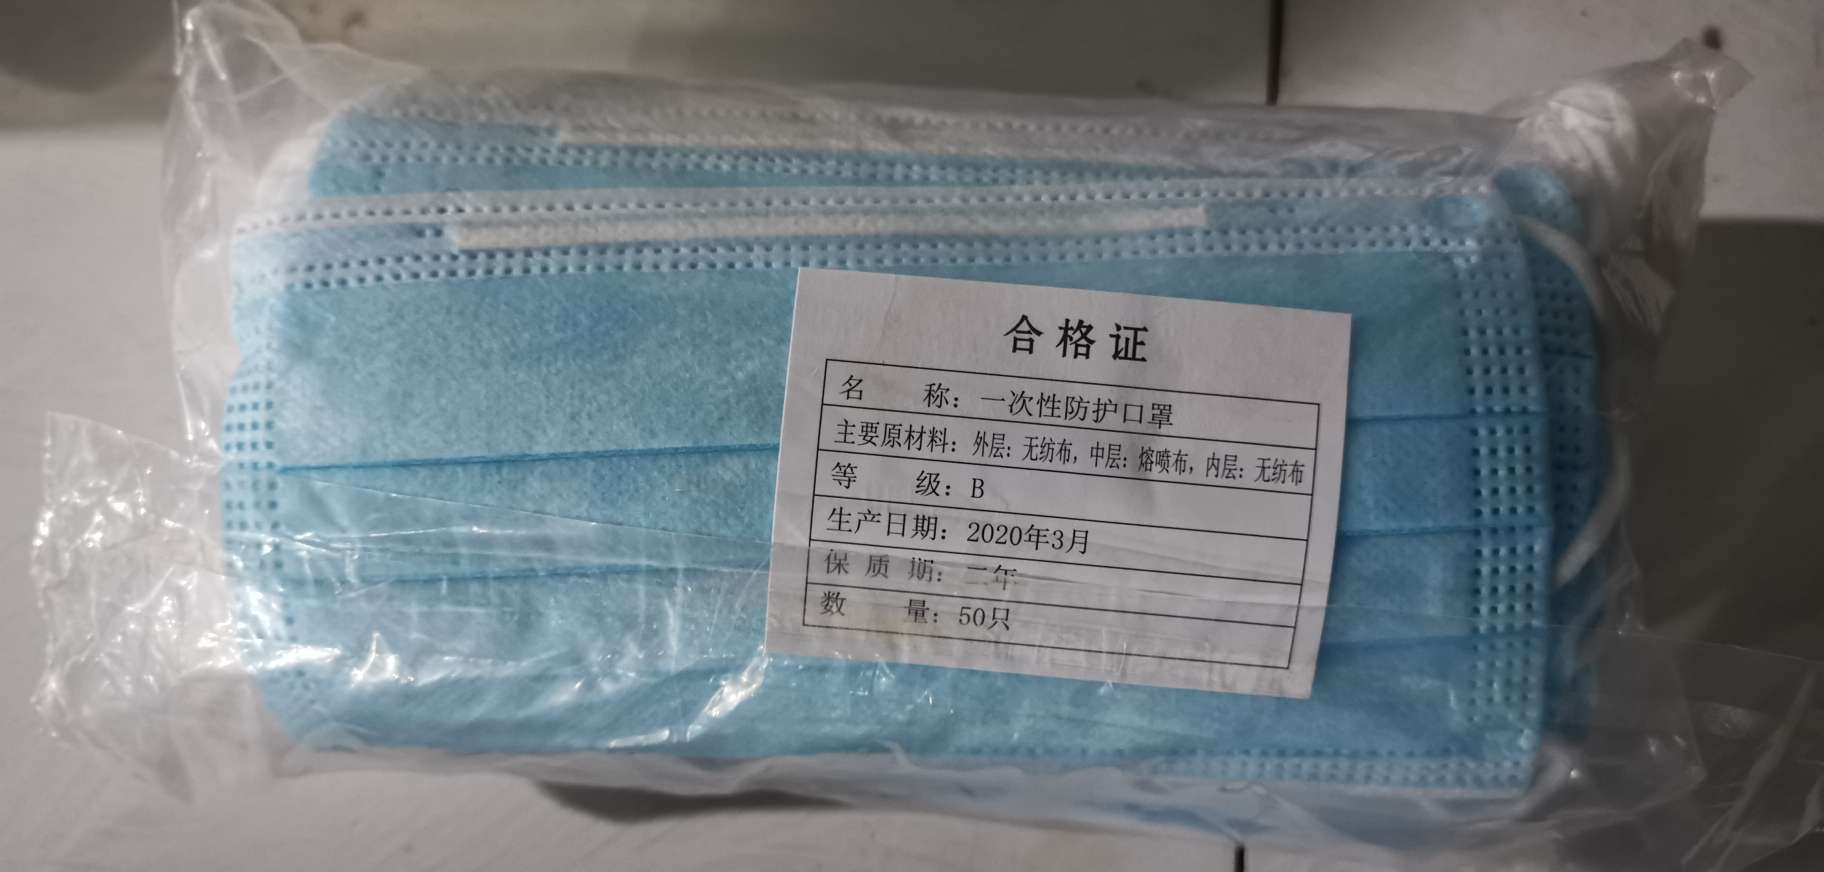 合格证
名 称：一次性防护口罩
主要原材料：外层：无纺布，中层：熔喷布，内层：无纺布
等 级：B
生产日期：2020年3月
保 质 期：二年
数 量：50只